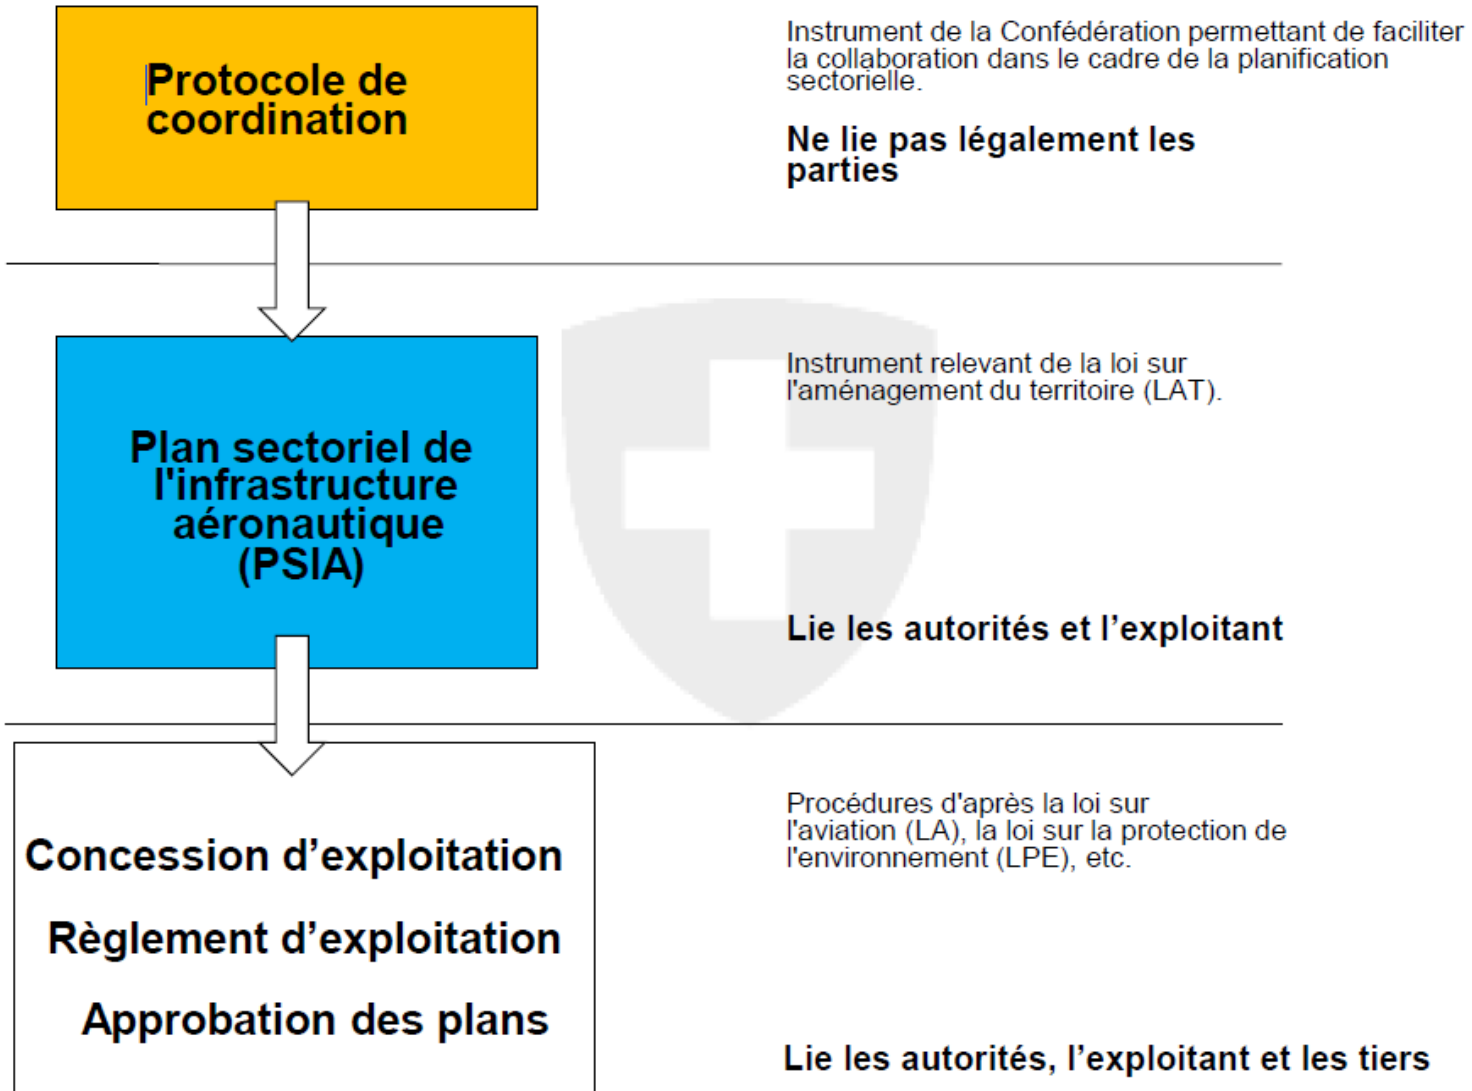 Protocole de
coordination
Instrument de la Confédération permettant de faciliter
la collaboration dans le cadre de la planification
sectorielle.
Ne lie pas légalement les
parties
Plan sectoriel de
l'infrastructure
aéronautique
(PSIA)
Instrument relevant de la loi sur
l'aménagement du territoire (LAT).
Lie les autorités et l’exploitant
Concession d’exploitation
Règlement d’exploitation
Approbation des plans
Procédures d'après la loi sur
l'aviation (LA), la loi sur la protection de
l'environnement (LPE), etc.
Lie les autorités, l’exploitant et les tiers